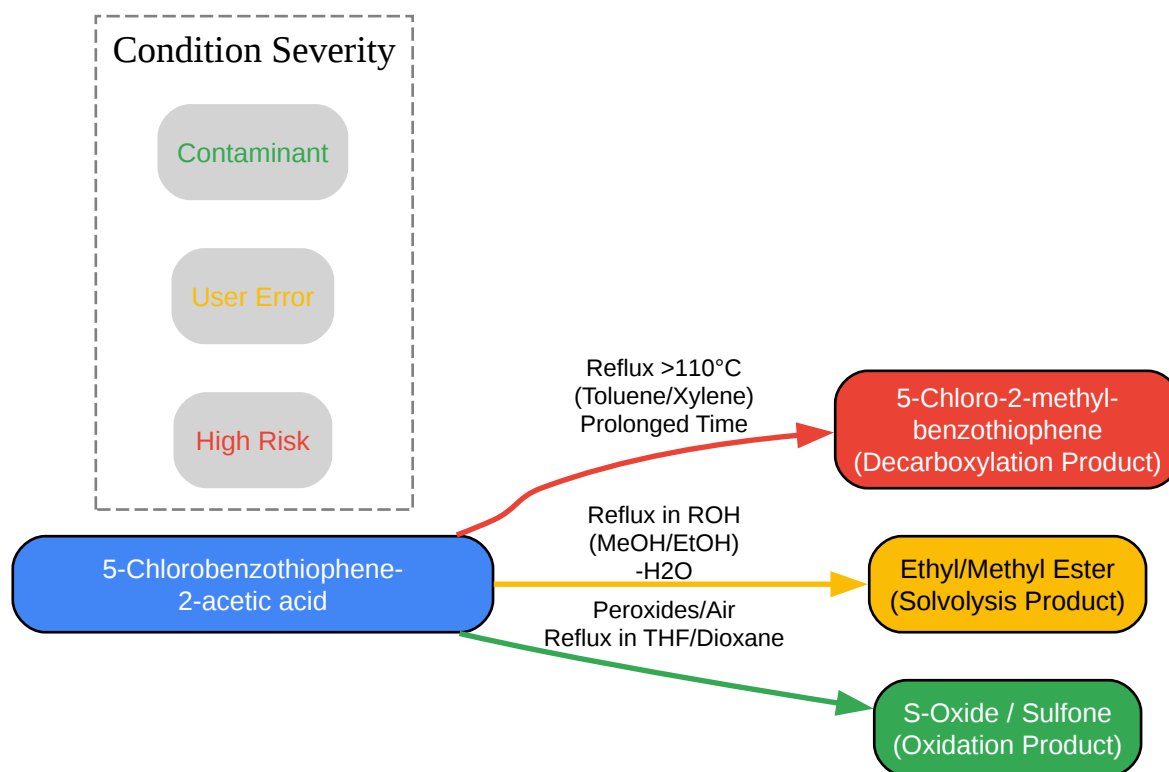 Condition Severity
Contaminant
User Error
High Risk
Reflux >110°C
(Toluene/Xylene)
Prolonged Time
5-Chloro-2-methyl-
benzothiophene
(Decarboxylation Product)
5-Chlorobenzothiophene-
2-acetic acid
Reflux in ROH
(MeOH/EtOH)
-H2O
Ethyl/Methyl Ester
(Solvolysis Product)
Peroxides/Air
Reflux in THF/Dioxane
S-Oxide / Sulfone
(Oxidation Product)